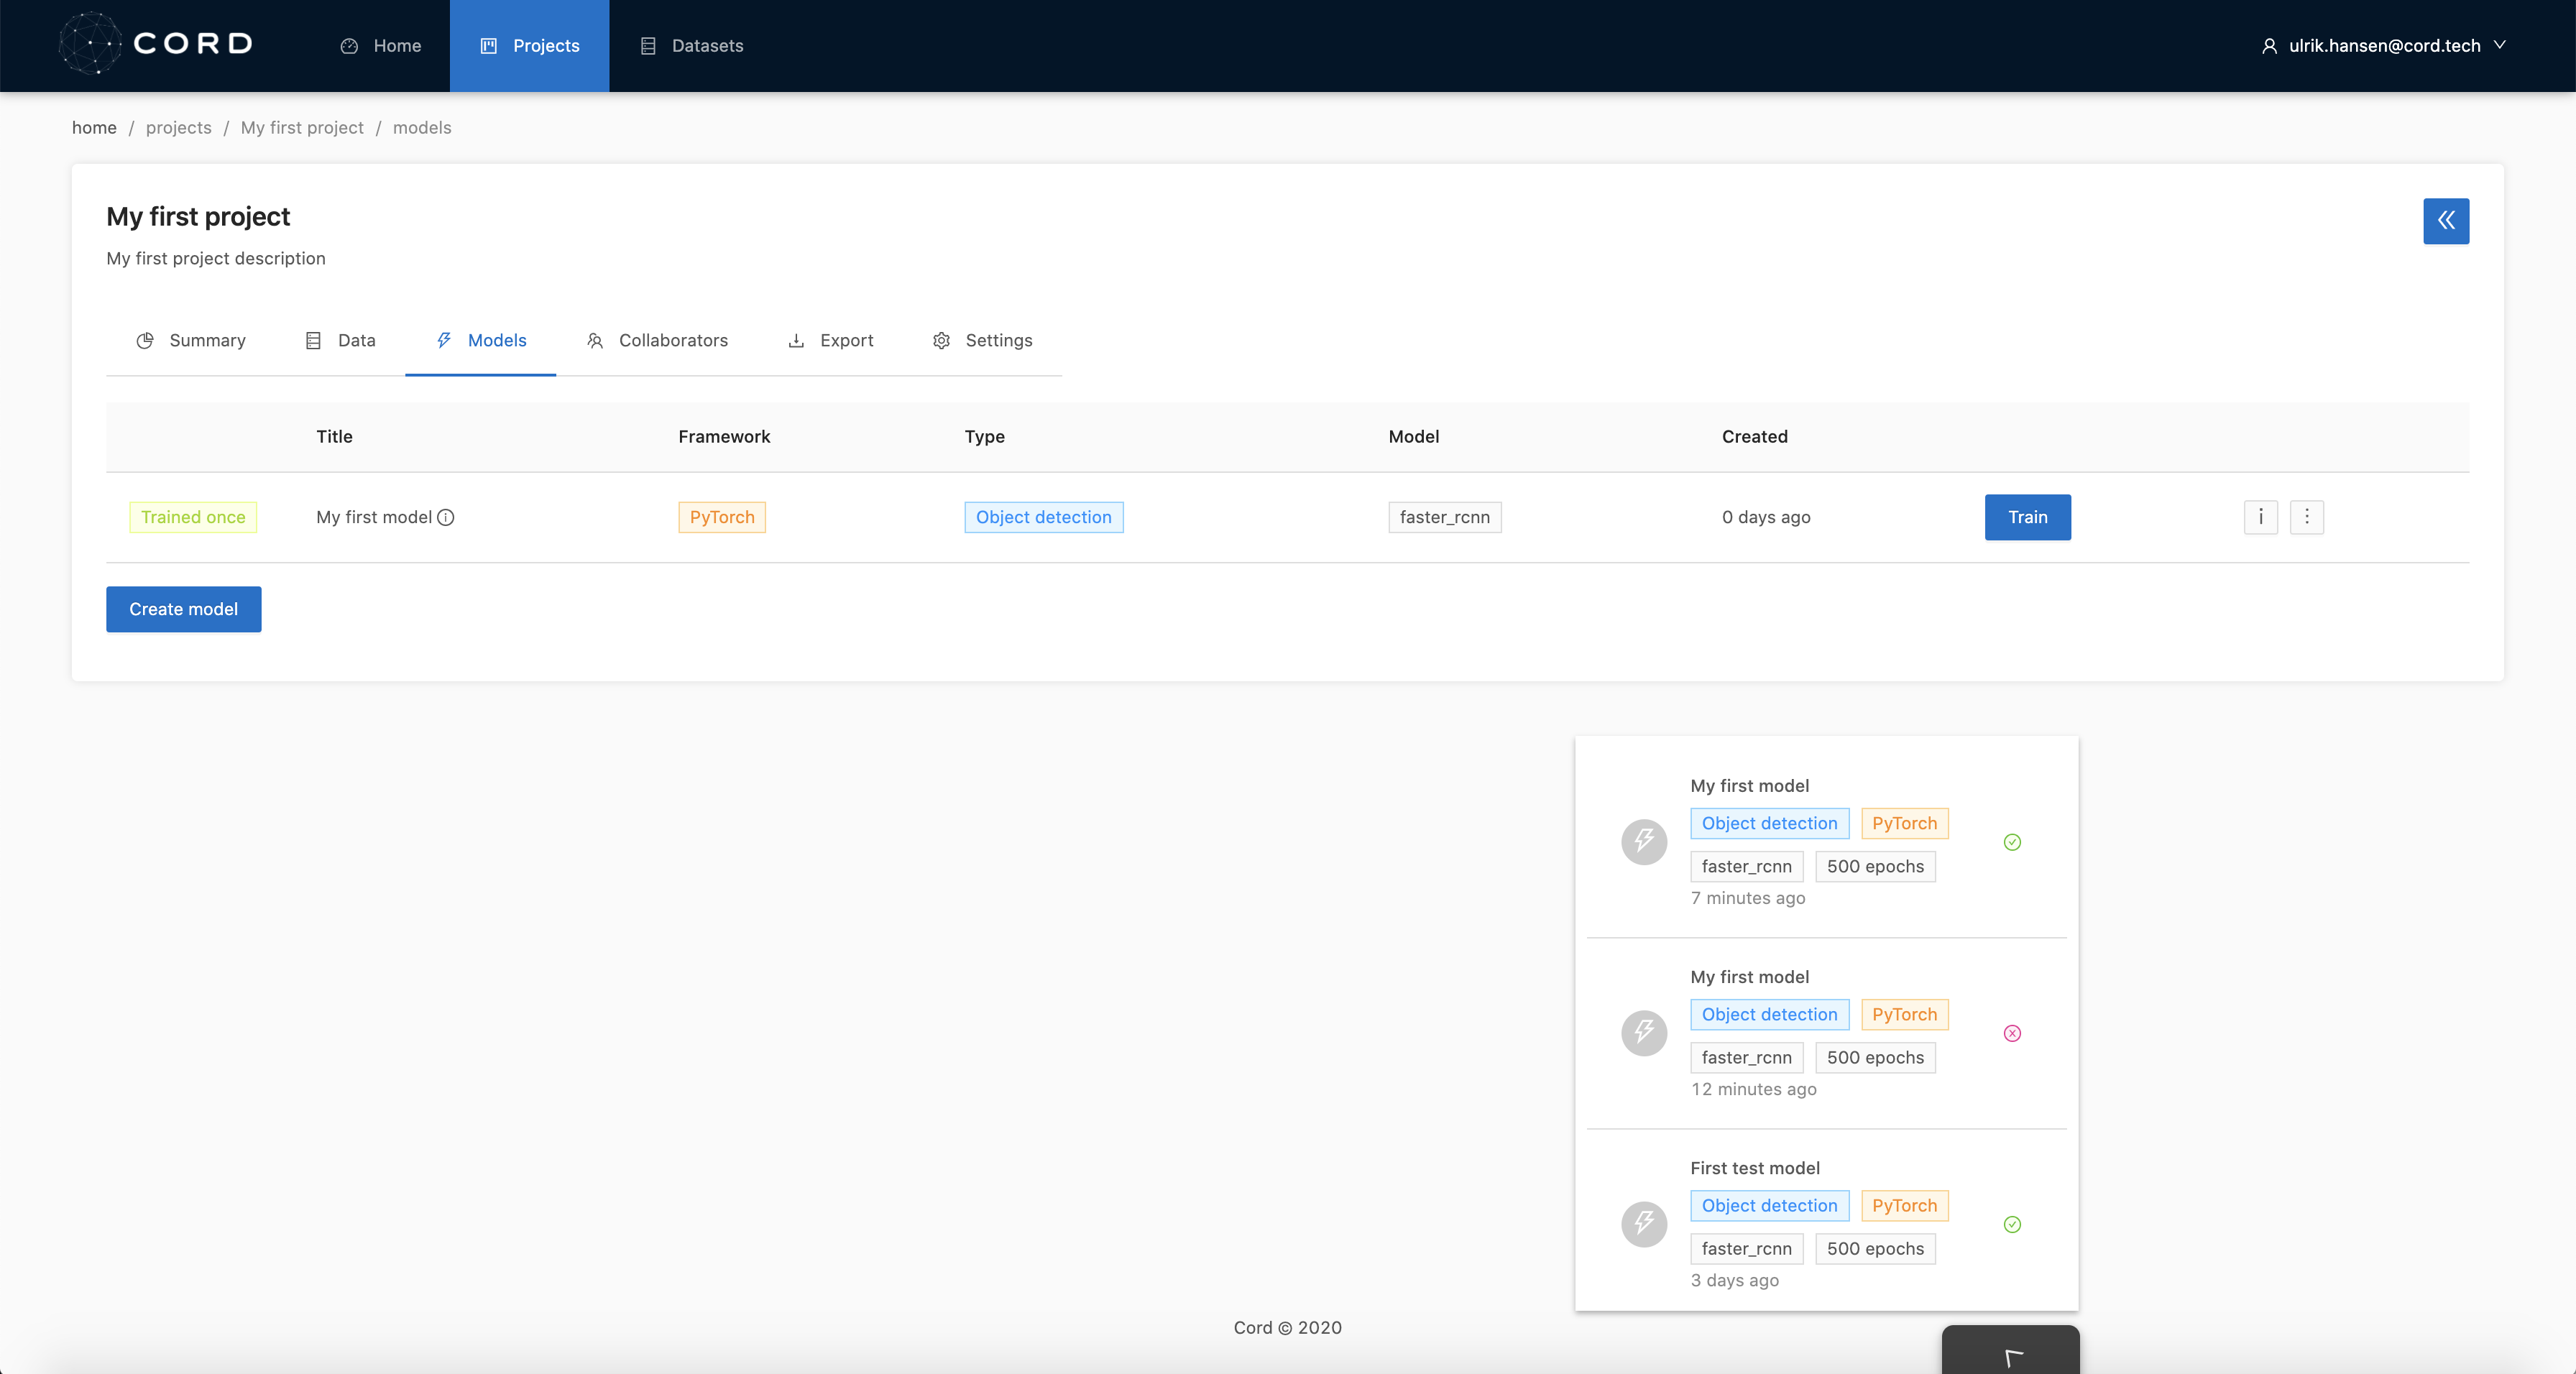 CORD
Home
Projects
Datasets
ulrik.hansen@cord.tech
home / projects / My first project / models
My first project
My first project description
Summary
Data
Models
Collaborators
Export
Settings
Title Framework Type Model Created
Trained once My first model PyTorch Object detection faster_rcnn 0 days ago Train
Create model
My first model
Object detection PyTorch
faster_rcnn 500 epochs
7 minutes ago
My first model
Object detection PyTorch
faster_rcnn 500 epochs
12 minutes ago
First test model
Object detection PyTorch
faster_rcnn 500 epochs
3 days ago
Cord © 2020